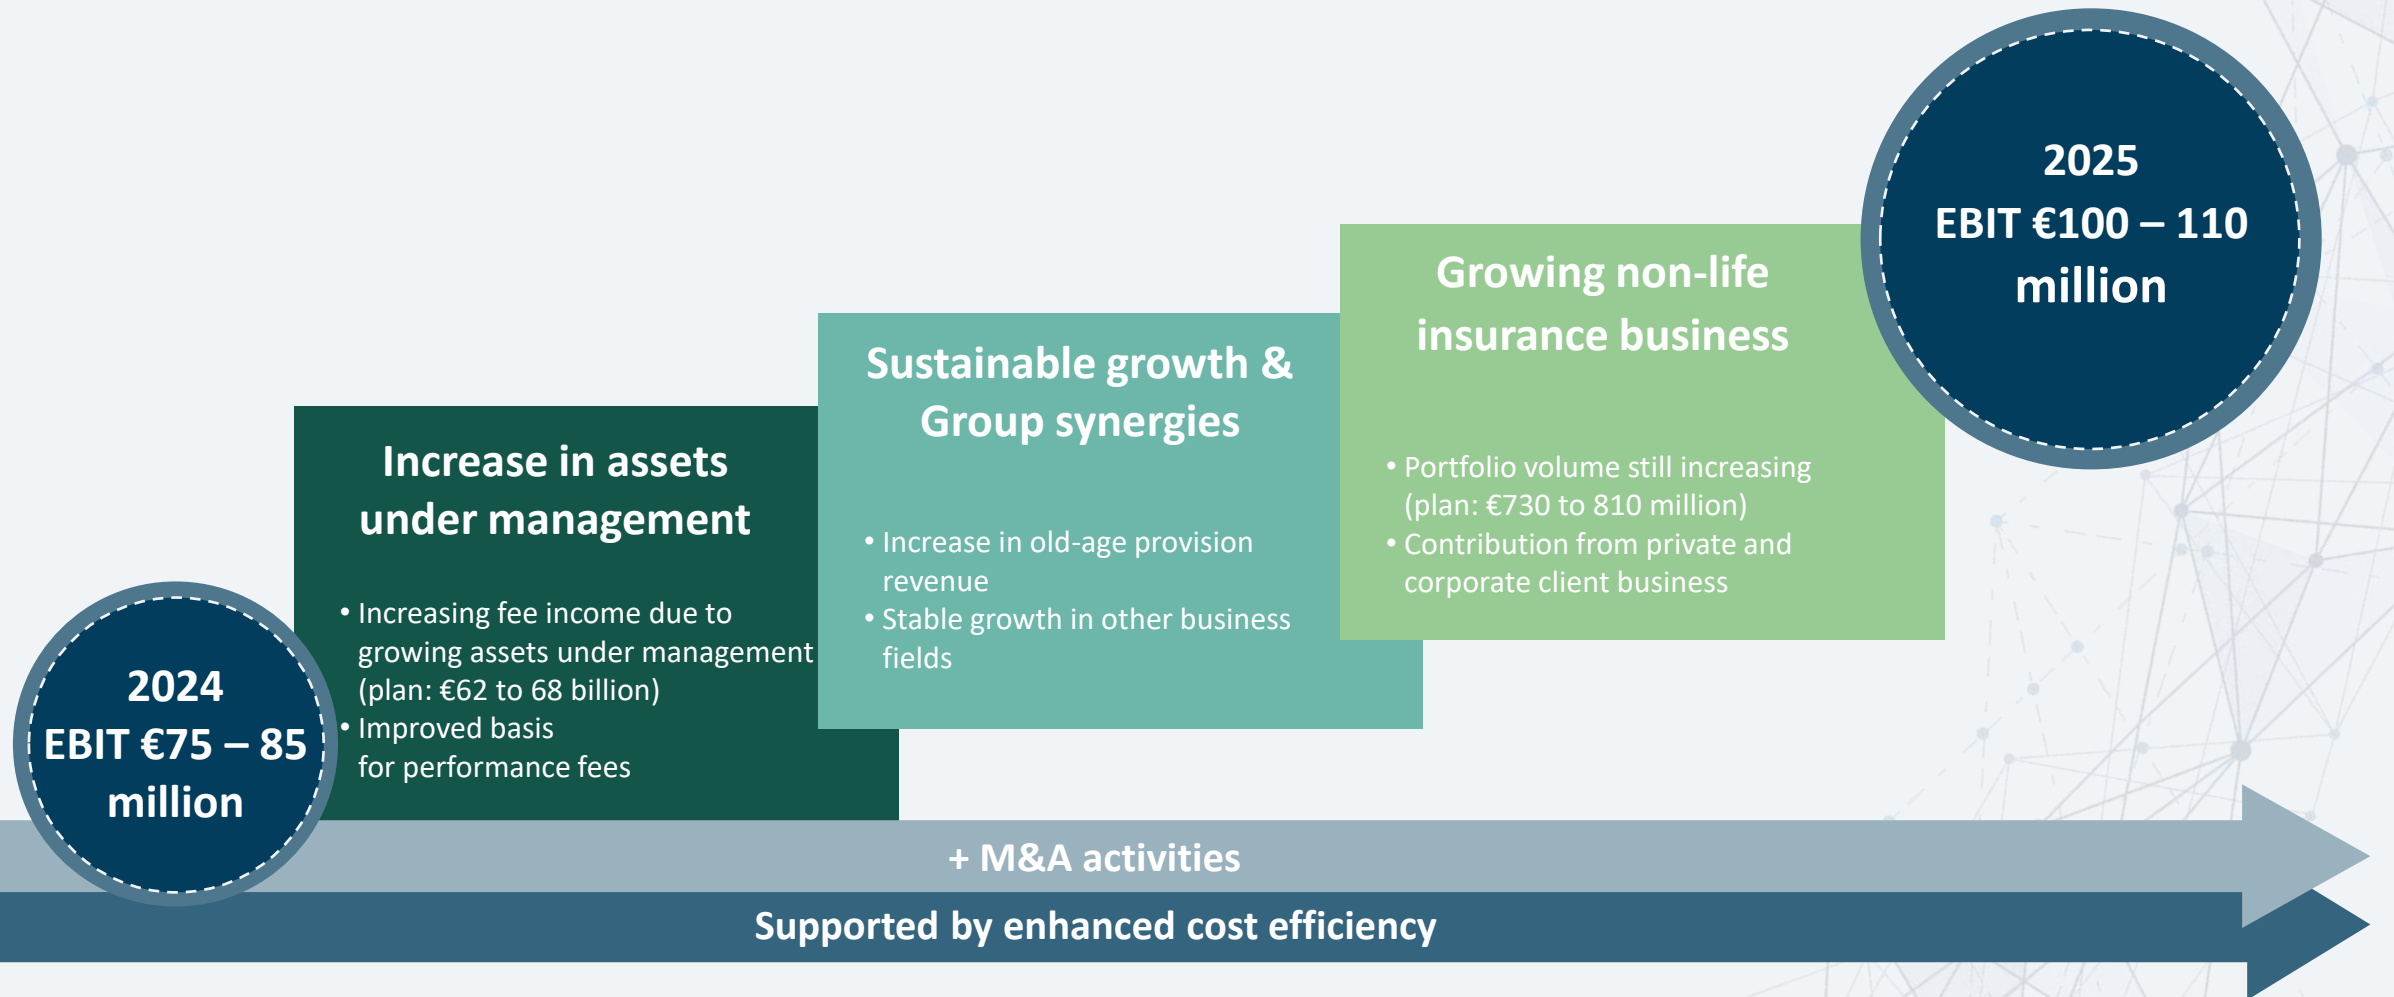 2024
EBIT €75 – 85
million
Increase in assets
under management
• Increasing fee income due to
growing assets under management
(plan: €62 to 68 billion)
• Improved basis
for performance fees
Sustainable growth &
Group synergies
• Increase in old-age provision
revenue
• Stable growth in other business
fields
Growing non-life
insurance business
• Portfolio volume still increasing
(plan: €730 to 810 million)
• Contribution from private and
corporate client business
2025
EBIT €100 – 110
million
+ M&A activities
Supported by enhanced cost efficiency